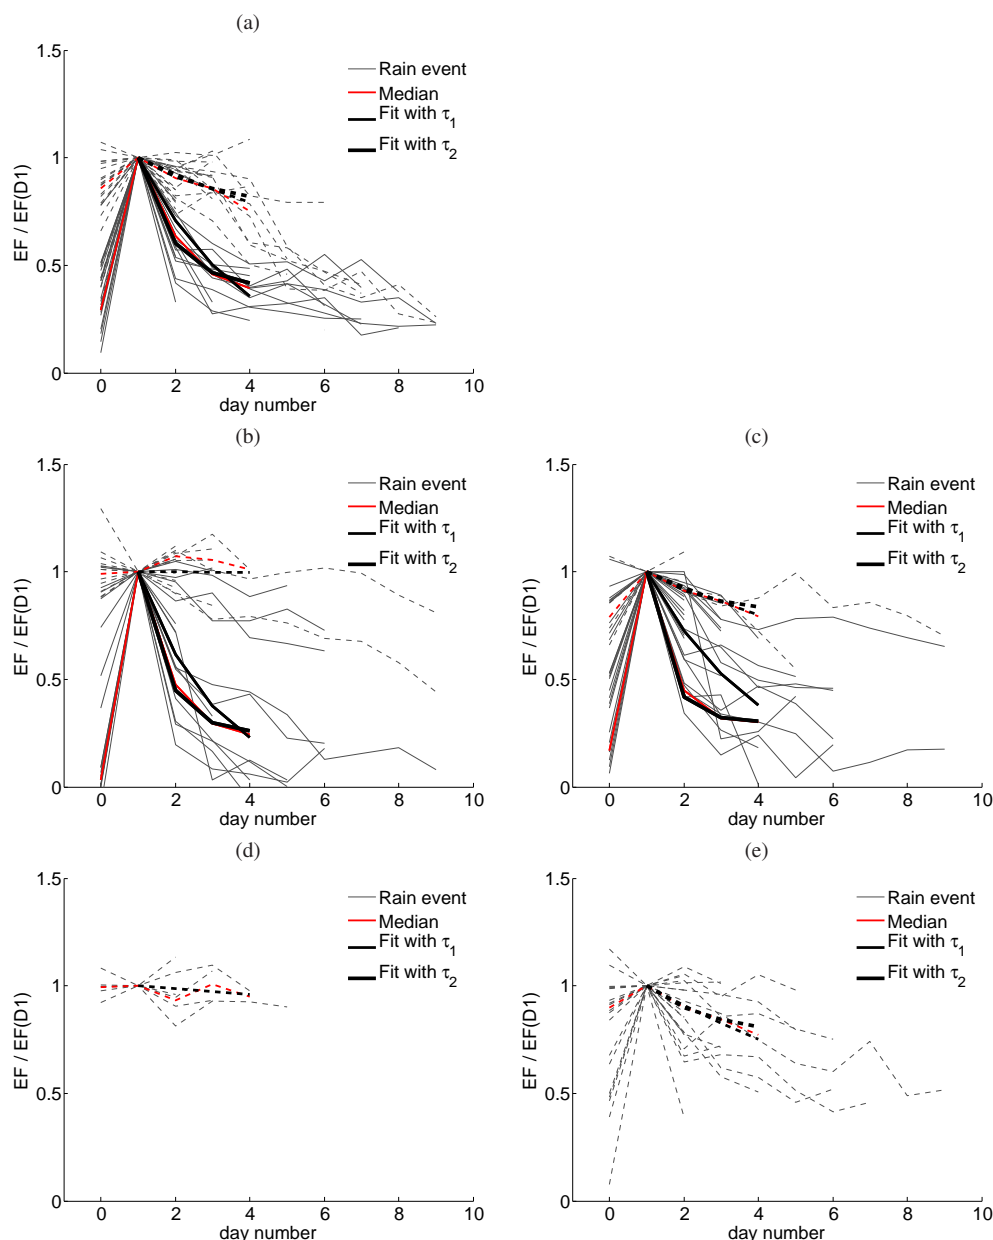 (a)
1.5
1
0.5
0
EF / EF(D1)
Rain event
Median
Fit with τ1
Fit with τ2
0 2 4 6 8 10
day number
(b)
1.5
1
0.5
0
EF / EF(D1)
Rain event
Median
Fit with τ1
Fit with τ2
0 2 4 6 8 10
day number
(c)
1.5
1
0.5
0
EF / EF(D1)
Rain event
Median
Fit with τ1
Fit with τ2
0 2 4 6 8 10
day number
(d)
1.5
1
0.5
0
EF / EF(D1)
Rain event
Median
Fit with τ1
Fit with τ2
0 2 4 6 8 10
day number
(e)
1.5
1
0.5
0
EF / EF(D1)
Rain event
Median
Fit with τ1
Fit with τ2
0 2 4 6 8 10
day number